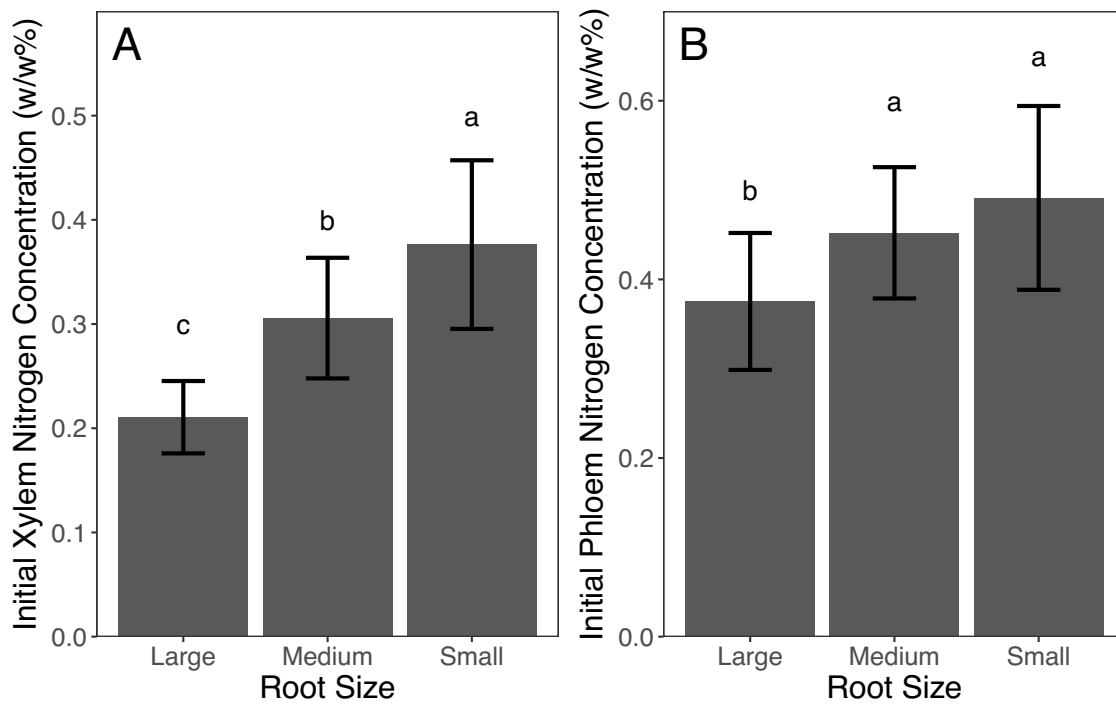 A
Initial Xylem Nitrogen Concentration (w/w%)
0.5
0.4
0.3
0.2
0.1
0.0
c
b
a
Large Medium Small
Root Size
B
Initial Phloem Nitrogen Concentration (w/w%)
0.6
0.4
0.2
0.0
b
a
a
Large Medium Small
Root Size